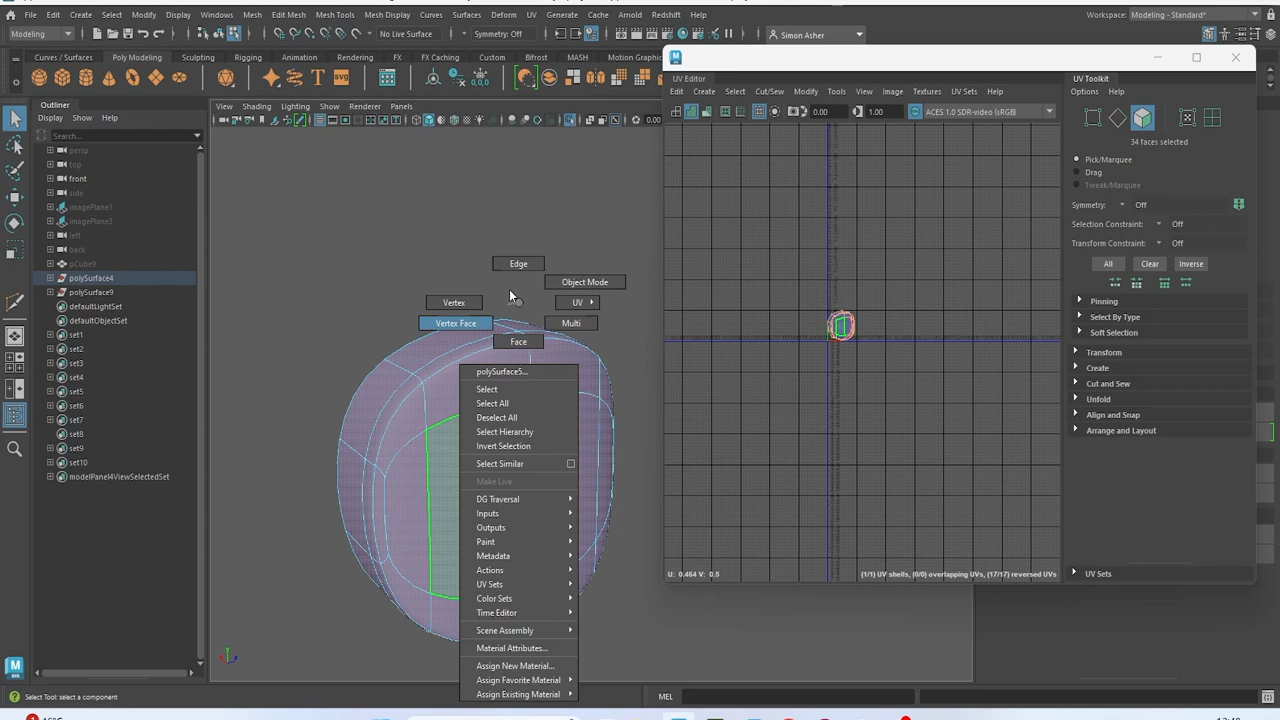 File Edit Create Select Modify Display Windows Mesh Edit Mesh Mesh Tools Mesh Display Curves Surfaces Deform UV Generate Cache Arnold Redshift Help
Workspace: Modeling - Standard*
Modeling
No Live Surface
Symmetry: Off
Simon Asher
Curves / Surfaces Poly Modeling Sculpting Rigging Animation Rendering FX FX Caching Custom Bifrost MASH Motion Graphic
Outliner
Display Show Help
Search...
persp
top
front
side
imagePlane1
imagePlane3
left
back
pCube9
polySurface4
polySurface9
defaultLightSet
defaultObjectSet
set1
set2
set3
set4
set5
set6
set7
set8
set9
set10
modelPanel4ViewSelectedSet
View Shading Lighting Show Renderer Panels
0.00
Edge
Object Mode
Vertex
UV
Vertex Face
Multi
Face
polySurface5...
Select
Select All
Deselect All
Select Hierarchy
Invert Selection
Select Similar
Make Live
DG Traversal
Inputs
Outputs
Paint
Metadata
Actions
UV Sets
Color Sets
Time Editor
Scene Assembly
Material Attributes...
Assign New Material...
Assign Favorite Material
Assign Existing Material
UV Editor
Edit Create Select Cut/Sew Modify Tools View Image Textures UV Sets Help
0.00 1.00 ACES 1.0 SDR-video (sRGB)
U: 0.464 V: 0.5
(1/1) UV shells, (0/0) overlapping UVs, (17/17) reversed UVs
UV Toolkit
Options Help
34 faces selected
Pick/Marquee
Drag
Tweak/Marquee
Symmetry: Off
Selection Constraint: Off
Transform Constraint: Off
All Clear Inverse
Pinning
Select By Type
Soft Selection
Transform
Create
Cut and Sew
Unfold
Align and Snap
Arrange and Layout
UV Sets
Select Tool: select a component
MEL